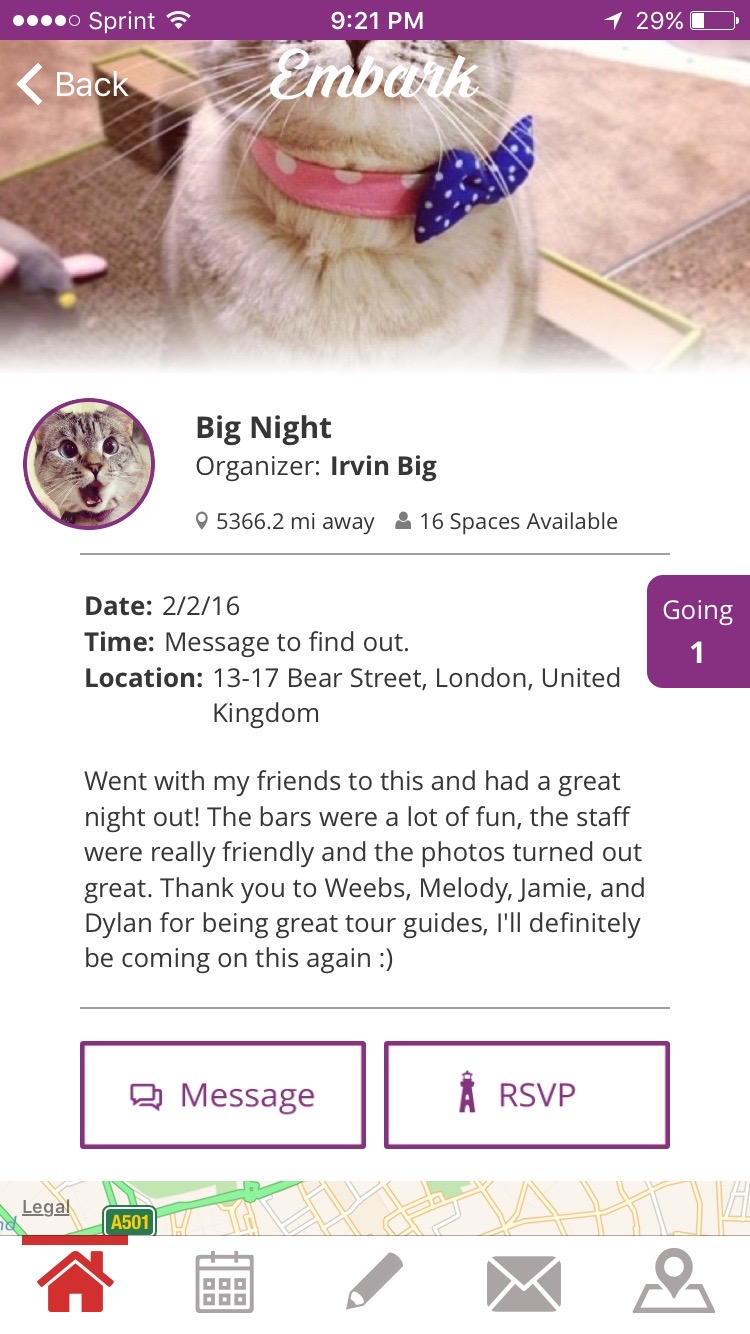 Sprint 9:21 PM 29%
Back Embark
Big Night
Organizer: Irvin Big
5366.2 mi away 16 Spaces Available
Date: 2/2/16
Going
Time: Message to find out.
1
Location: 13-17 Bear Street, London, United
Kingdom
Went with my friends to this and had a great
night out! The bars were a lot of fun, the staff
were really friendly and the photos turned out
great. Thank you to Weebs, Melody, Jamie, and
Dylan for being great tour guides, I'll definitely
be coming on this again :)
Message RSVP
Legal
A501